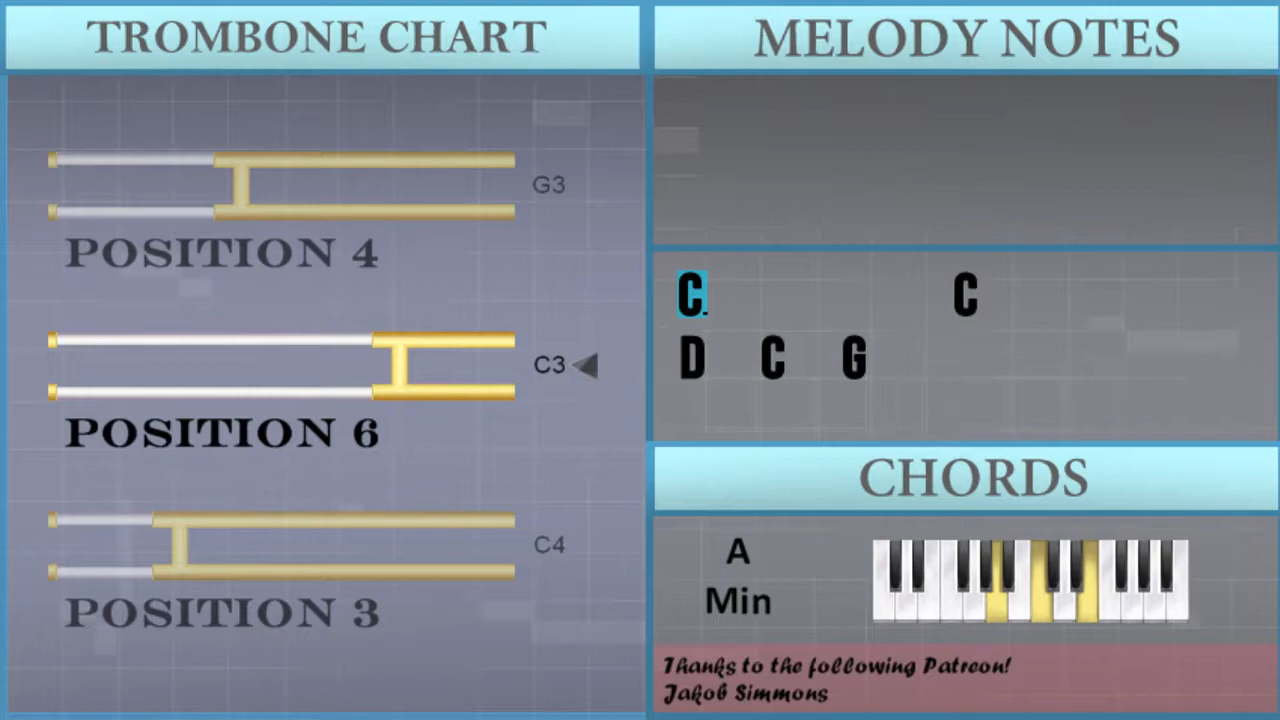 TROMBONE CHART
G3
POSITION 4
C3
POSITION 6
C4
POSITION 3
MELODY NOTES
C. C
D C G
CHORDS
A
Min
Thanks to the following Patreon!
Jakob Simmons